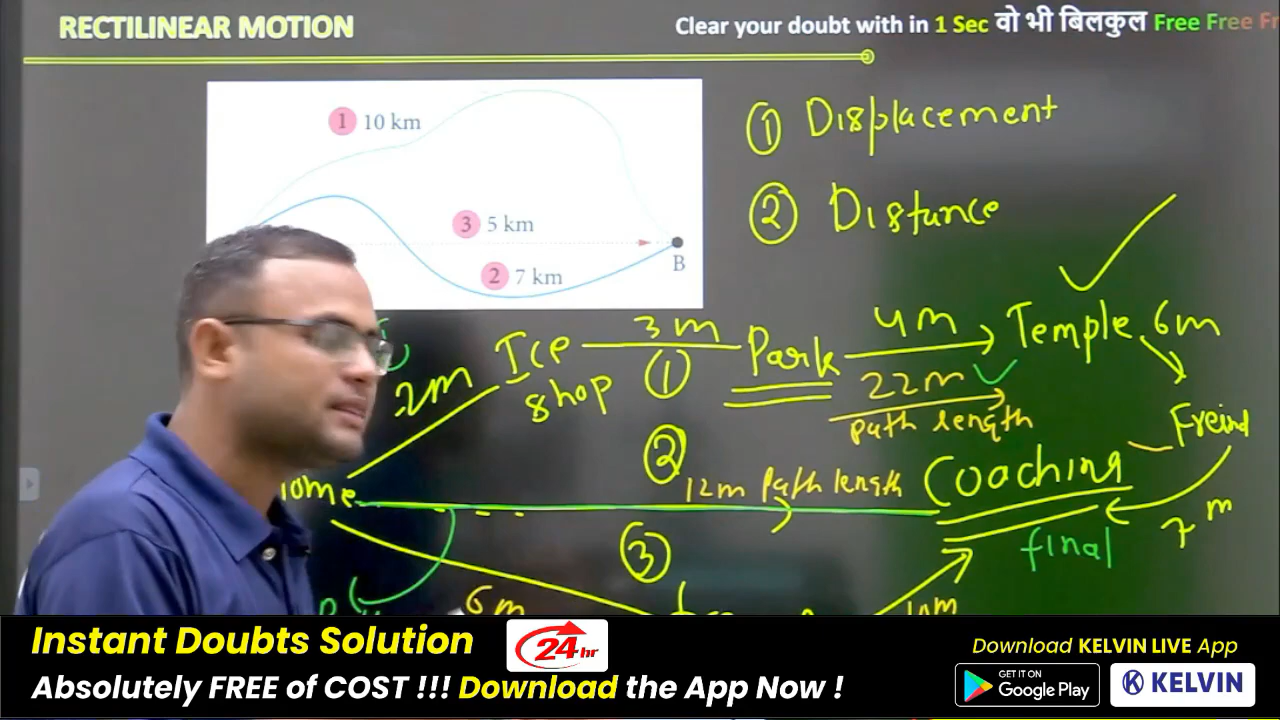 RECTILINEAR MOTION
Clear your doubt with in 1 Sec वो भी बिलकुल Free Free Fr
1 10 km
3 5 km
B
2 7 km
① Displacement
② Distance
2m
Ice shop
3m
①
Park
4m
Temple
6m
22m
path length
Freind
②
12m Path length
Coaching
7m
ome
③
final
6m
10m
Instant Doubts Solution
24hr
Absolutely FREE of COST !!! Download the App Now !
Download KELVIN LIVE App
GET IT ON
Google Play
KELVIN